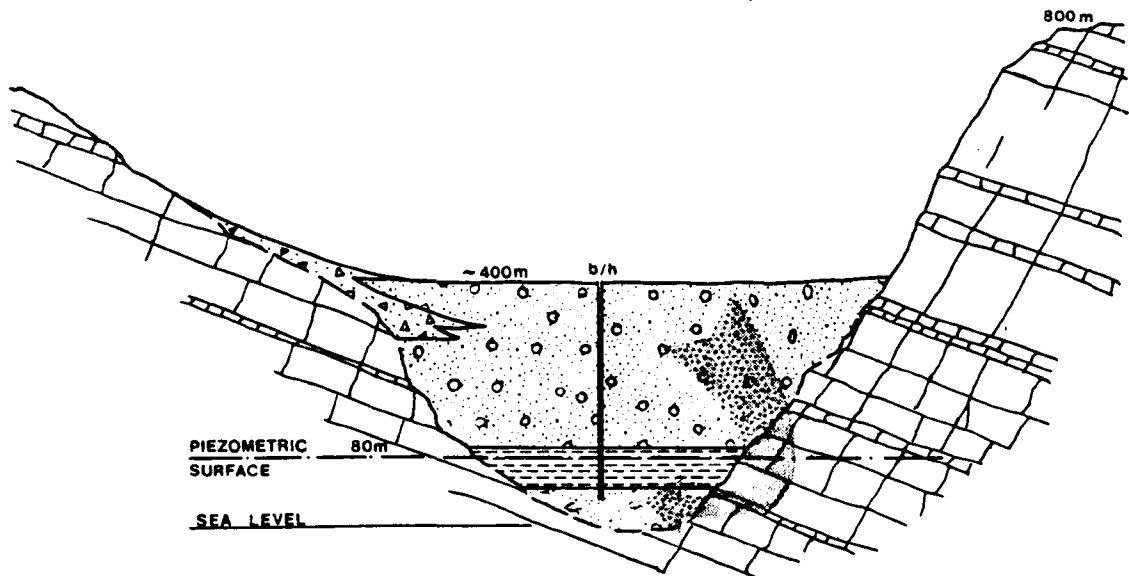 800 m
~400m b/h
PIEZOMETRIC 80m
SURFACE
SEA LEVEL